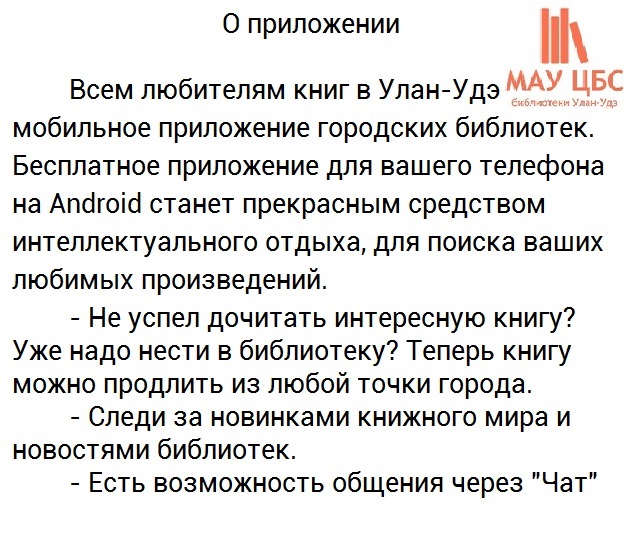 О приложении
МАУ ЦБС
библиотеки Улан-Удэ
Всем любителям книг в Улан-Удэ
мобильное приложение городских библиотек.
Бесплатное приложение для вашего телефона
на Android станет прекрасным средством
интеллектуального отдыха, для поиска ваших
любимых произведений.
- Не успел дочитать интересную книгу?
Уже надо нести в библиотеку? Теперь книгу
можно продлить из любой точки города.
- Следи за новинками книжного мира и
новостями библиотек.
- Есть возможность общения через "Чат"